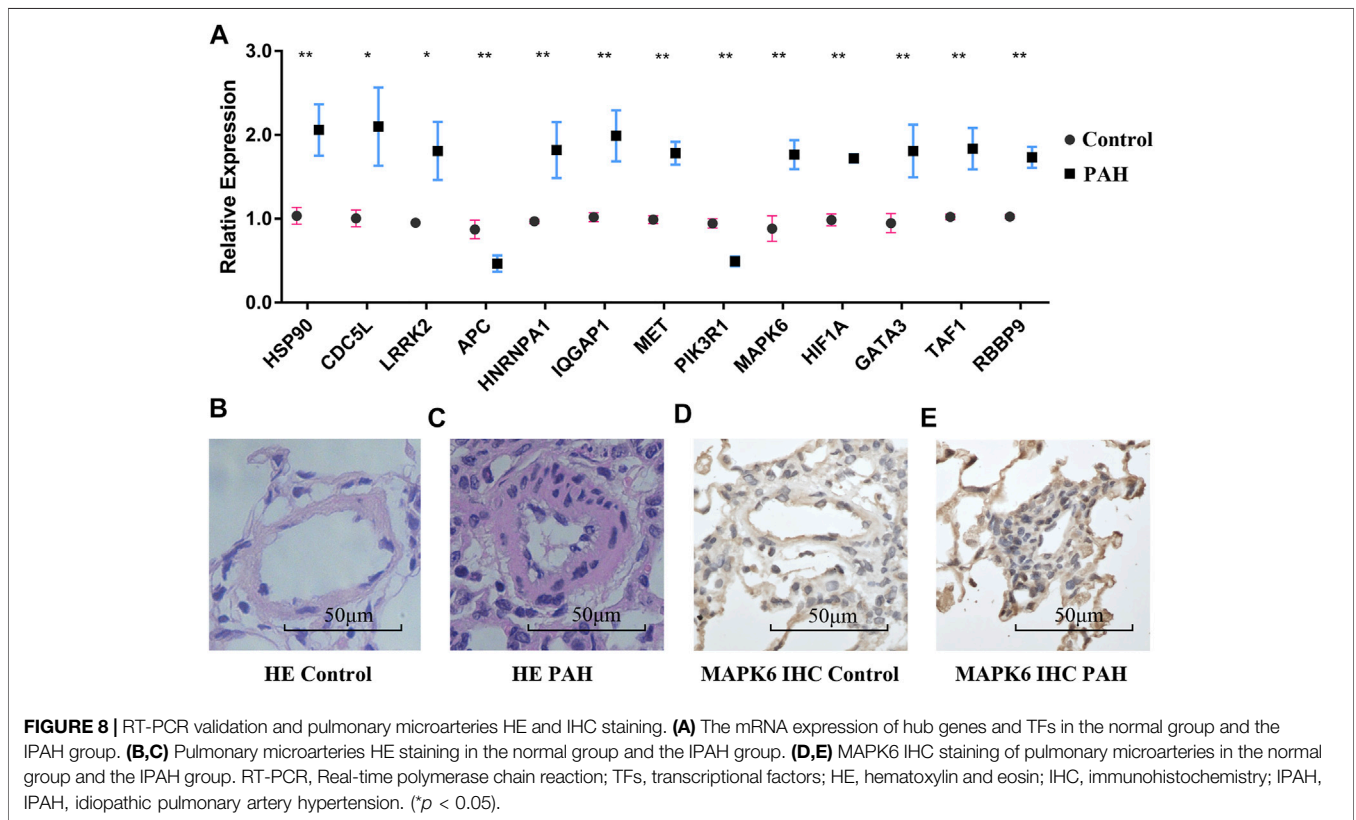 A
3.0
** * * ** ** ** ** ** ** ** ** ** **
2.0
1.0
0.0
Relative Expression
Control
PAH
HSP90 CDC5L LRRK2 APC HNRNPA1 IQGAP1 MET PIK3R1 MAPK6 HIF1A GATA3 TAF1 RBBP9
B C D E
50μm 50μm 50μm 50μm
HE Control HE PAH MAPK6 IHC Control MAPK6 IHC PAH
FIGURE 8 | RT-PCR validation and pulmonary microarteries HE and IHC staining. (A) The mRNA expression of hub genes and TFs in the normal group and the
IPAH group. (B,C) Pulmonary microarteries HE staining in the normal group and the IPAH group. (D,E) MAPK6 IHC staining of pulmonary microarteries in the normal
group and the IPAH group. RT-PCR, Real-time polymerase chain reaction; TFs, transcriptional factors; HE, hematoxylin and eosin; IHC, immunohistochemistry; IPAH,
IPAH, idiopathic pulmonary artery hypertension. (*p < 0.05).